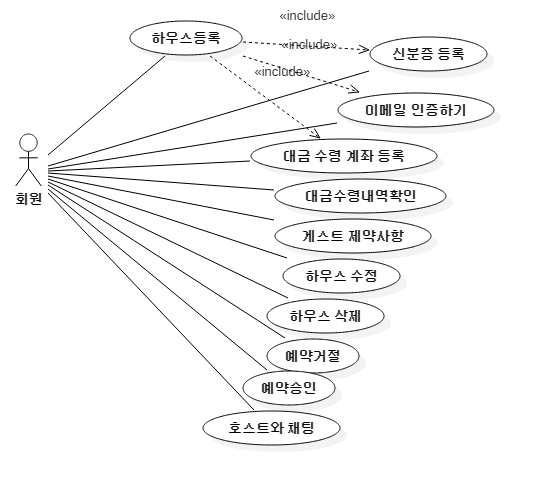 «include»
하우스등록
«include»
신분증 등록
«include»
이메일 인증하기
대금 수령 계좌 등록
회원
대금수령내역확인
게스트 제약사항
하우스 수정
하우스 삭제
예약거절
예약승인
호스트와 채팅